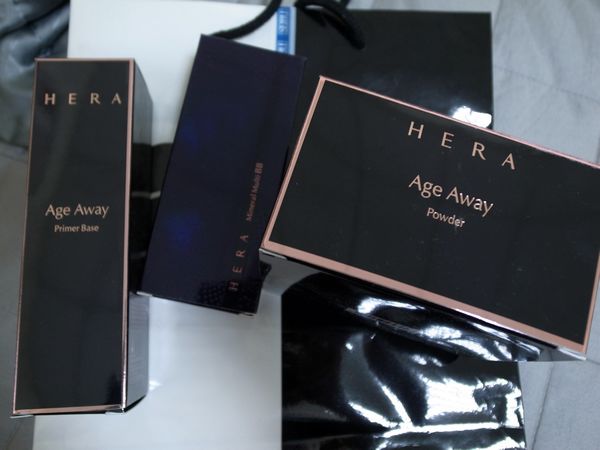 HERA
Age Away
Primer Base
HERA
Mineral Multi BB
HERA
Age Away
Powder